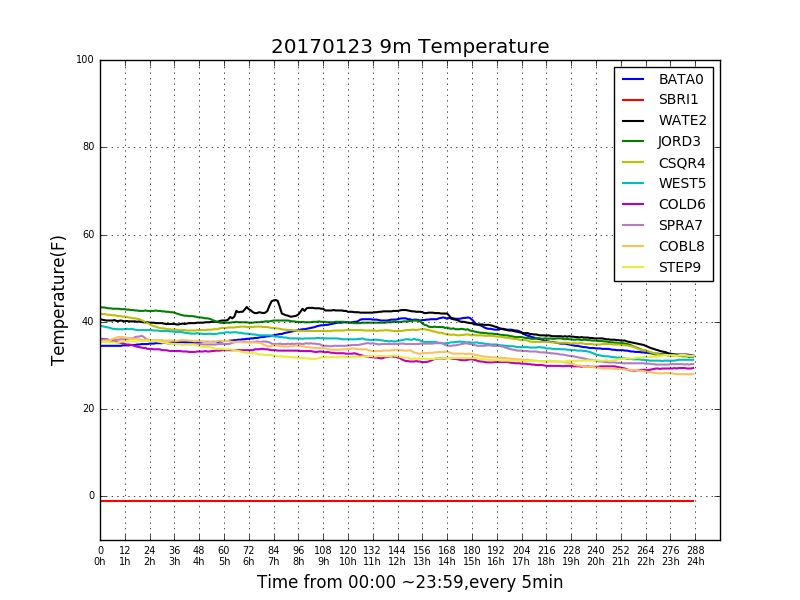 20170123 9m Temperature
100
80
60
40
20
0
Temperature(F)
BATA0
SBRI1
WATE2
JORD3
CSQR4
WEST5
COLD6
SPRA7
COBL8
STEP9
0 12 24 36 48 60 72 84 96 108 120 132 144 156 168 180 192 204 216 228 240 252 264 276 288
0h 1h 2h 3h 4h 5h 6h 7h 8h 9h 10h 11h 12h 13h 14h 15h 16h 17h 18h 19h 20h 21h 22h 23h 24h
Time from 00:00 ~23:59,every 5min